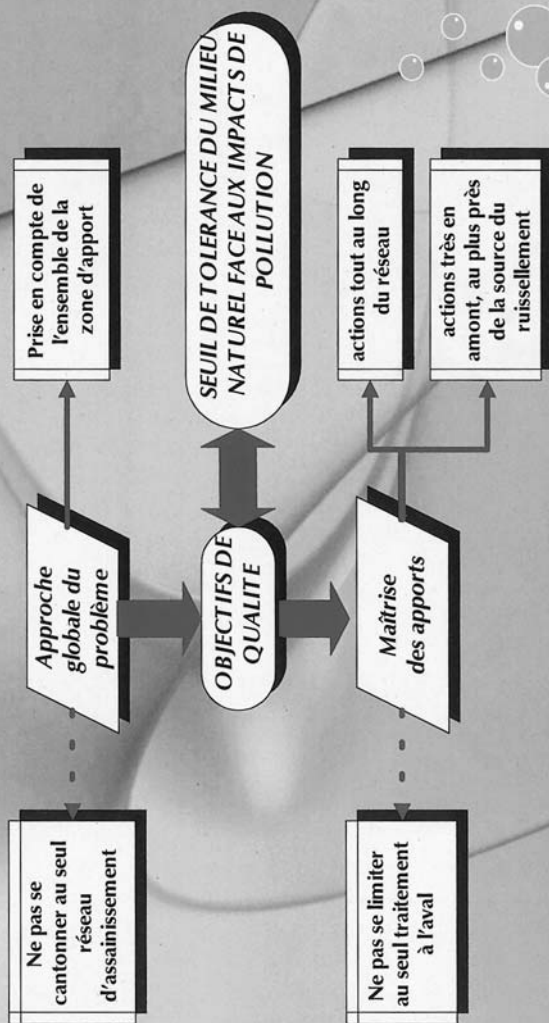 Ne pas se
cantonner au seul
réseau
d'assainissement
Approche
globale du
problème
Prise en compte de
l'ensemble de la
zone d'apport
OBJECTIFS DE
QUALITE
SEUIL DE TOLERANCE DU MILIEU
NATUREL FACE AUX IMPACTS DE
POLLUTION
Ne pas se limiter
au seul traitement
à l'aval
Maîtrise
des apports
actions tout au long
du réseau
actions très en
amont, au plus près
de la source du
ruissellement